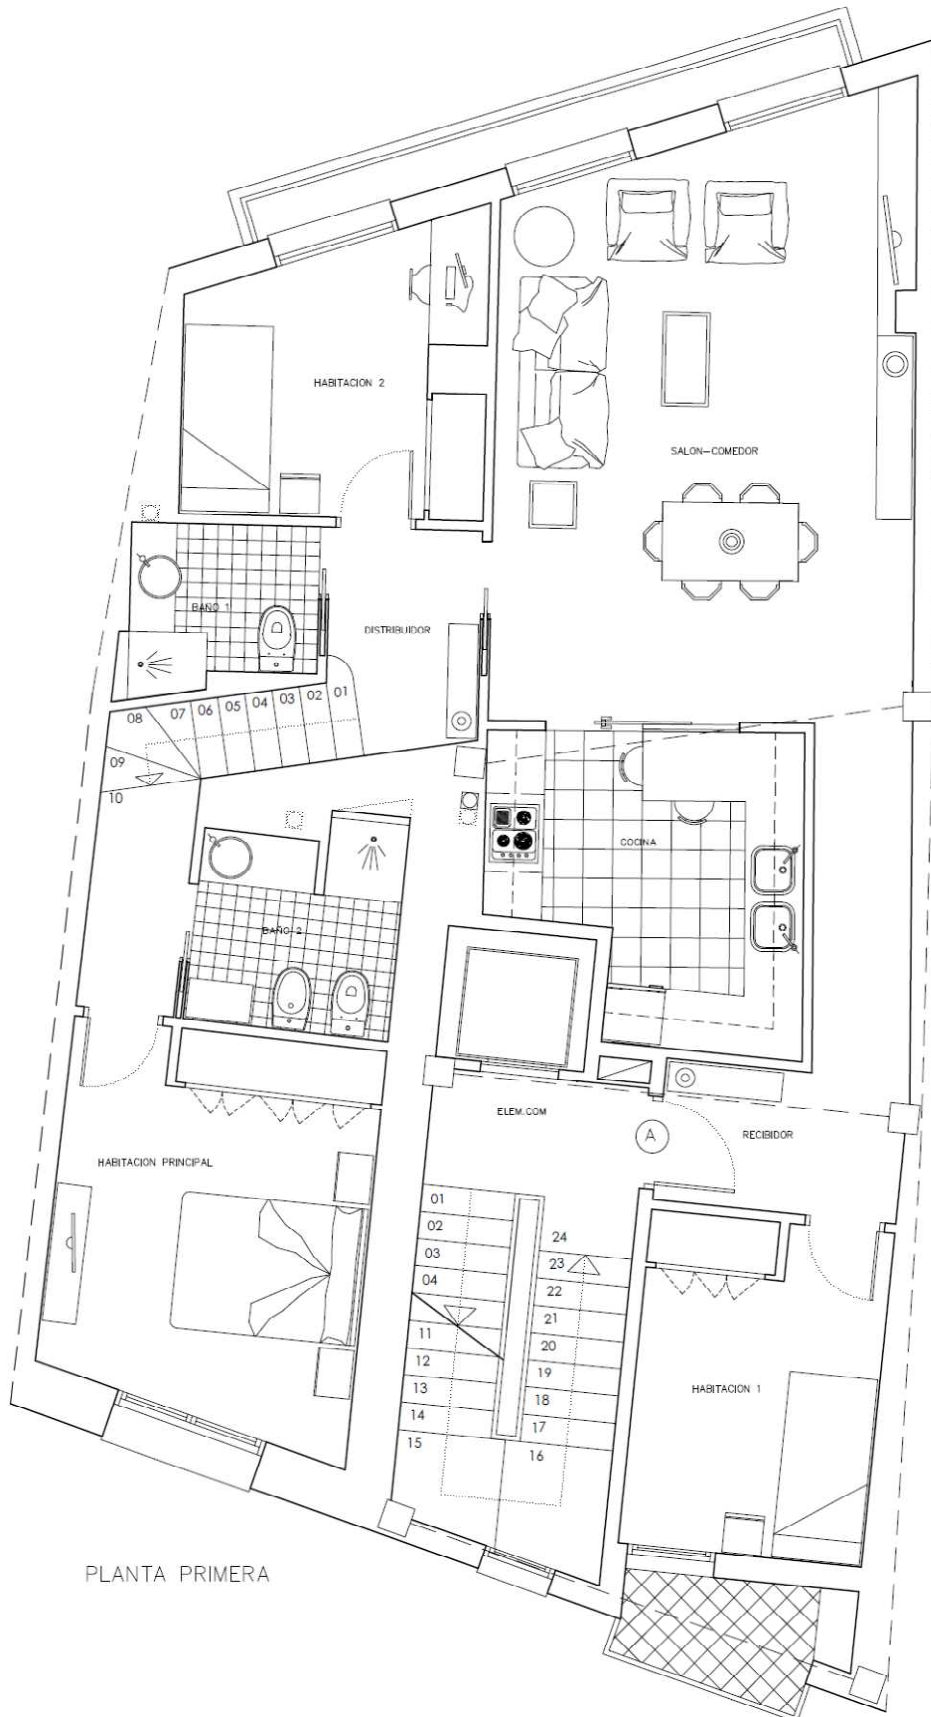 HABITACION 2
SALON-COMEDOR
BAÑO 1
DISTRIBUIDOR
01
02
03
04
05
06
07
08
09
10
COCINA
BAÑO 2
ELEM.COM
A
RECIBIDOR
HABITACION PRINCIPAL
01
02
03
04
11
12
13
14
15
24
23
22
21
20
19
18
17
16
HABITACION 1
PLANTA PRIMERA